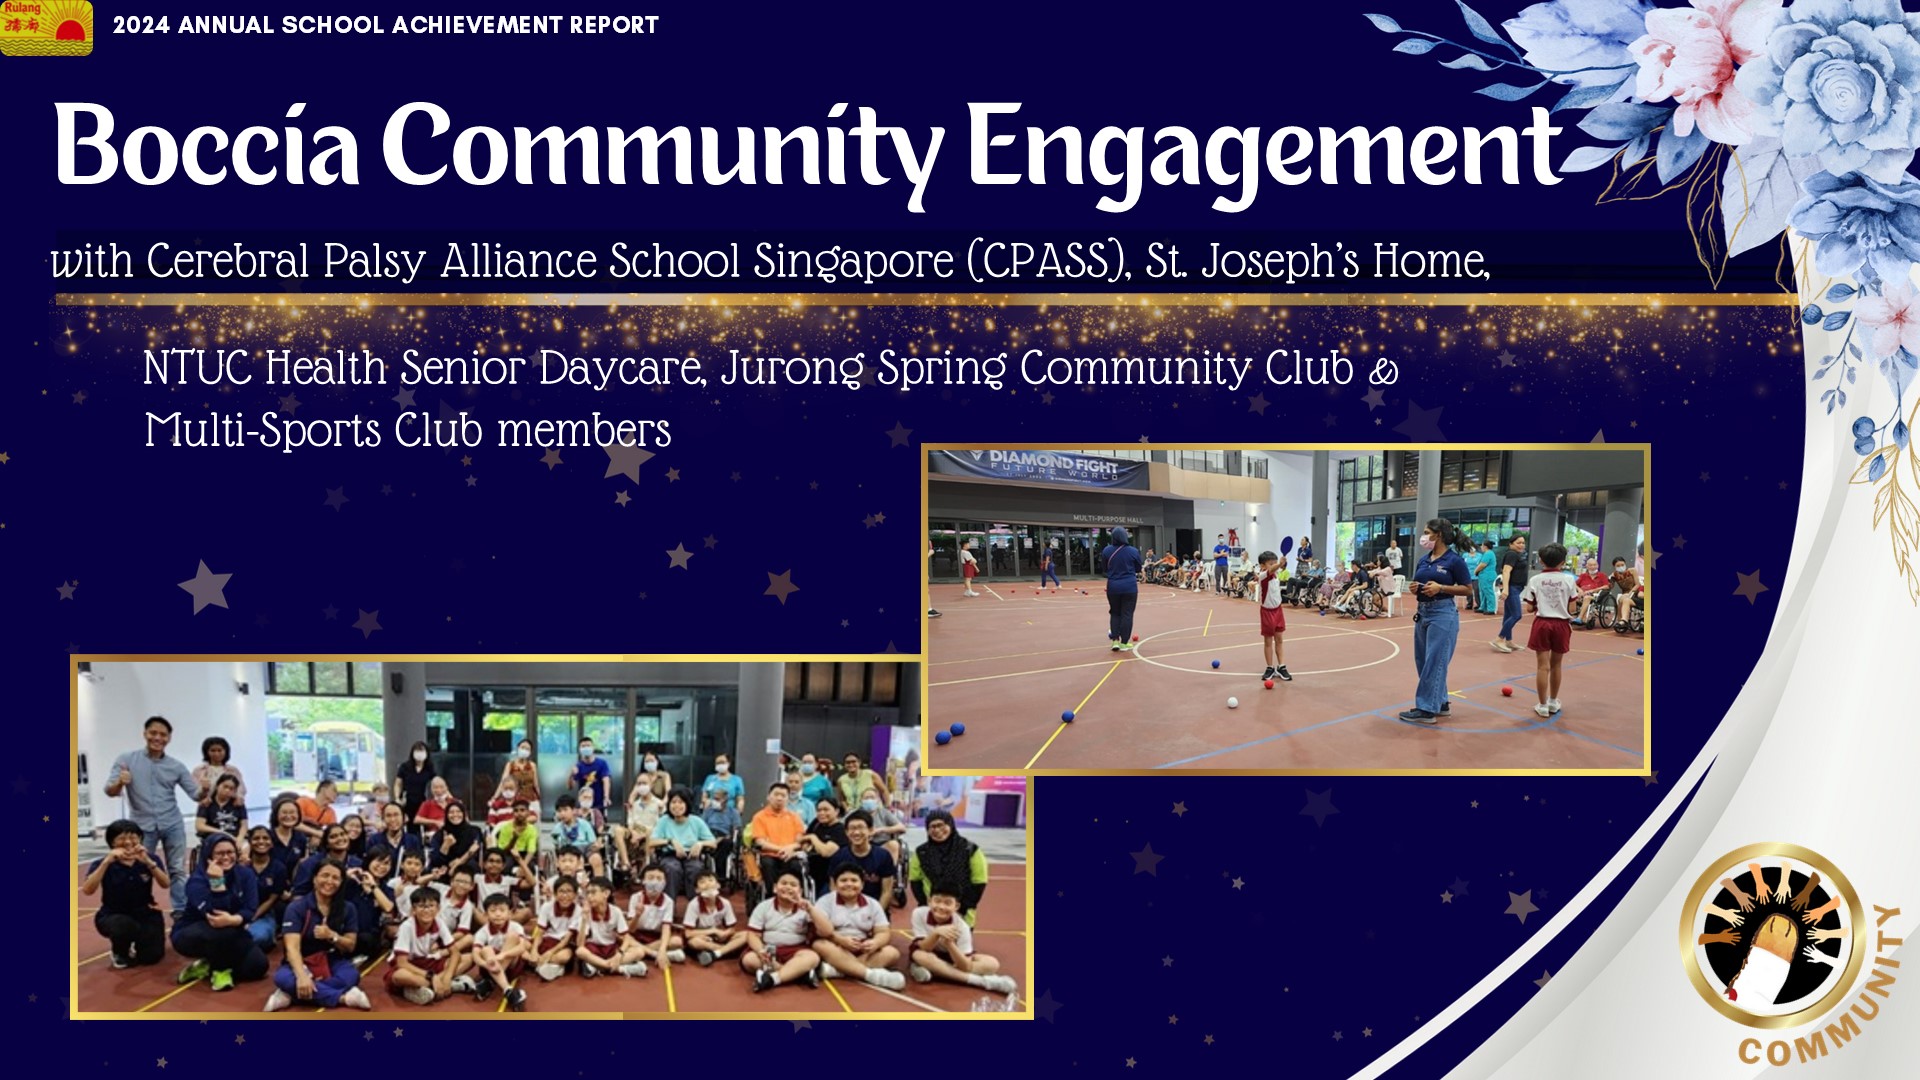 Rulang
孺廊
2024 ANNUAL SCHOOL ACHIEVEMENT REPORT
Boccia Community Engagement
with Cerebral Palsy Alliance School Singapore (CPASS), St. Joseph's Home,
NTUC Health Senior Daycare, Jurong Spring Community Club &
Multi-Sports Club members
DIAMOND FIGHT
FUTURE WORLD
MULTI-PURPOSE HALL
COMMUNITY